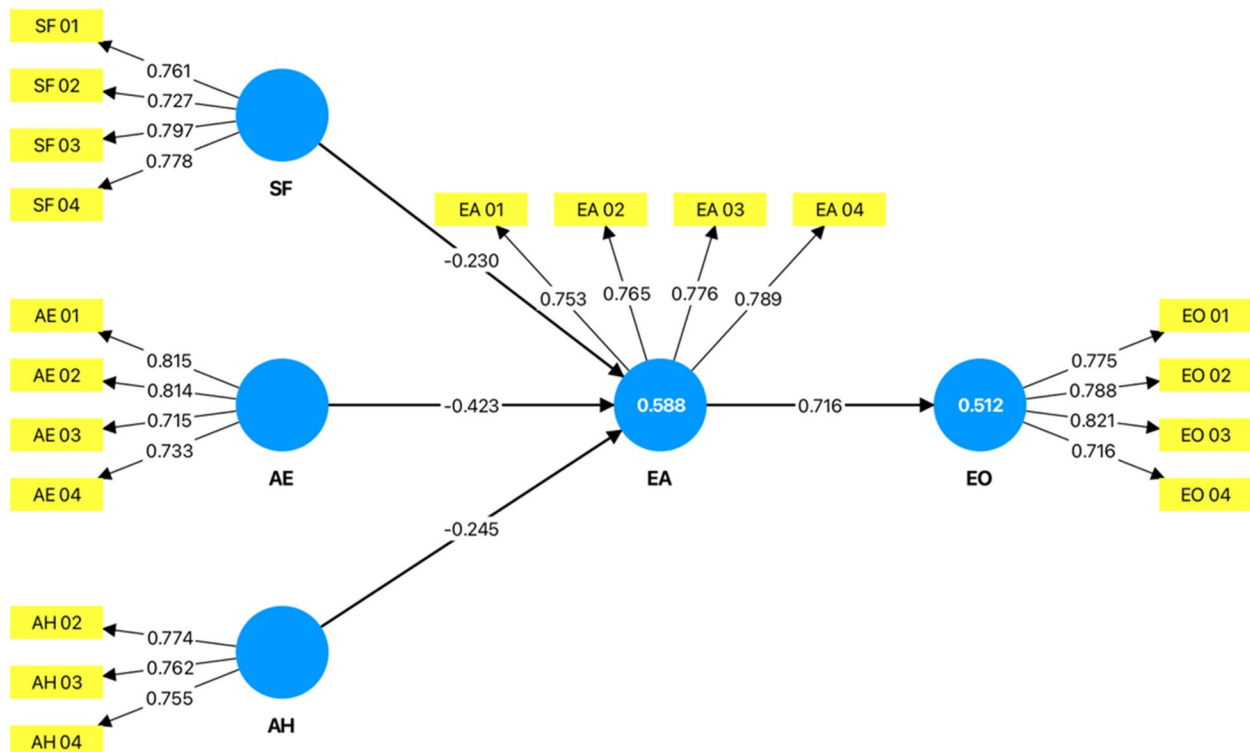 SF 01
0.761
SF 02
0.727
SF 03
0.797
SF 04
0.778
SF
-0.230
EA 01
EA 02
EA 03
EA 04
0.753
0.765
0.776
0.789
AE 01
0.815
AE 02
0.814
AE 03
0.715
AE 04
0.733
AE
-0.423
0.588
EA
0.716
0.512
EO
EO 01
0.775
EO 02
0.788
EO 03
0.821
EO 04
0.716
-0.245
AH 02
0.774
AH 03
0.762
AH 04
0.755
AH